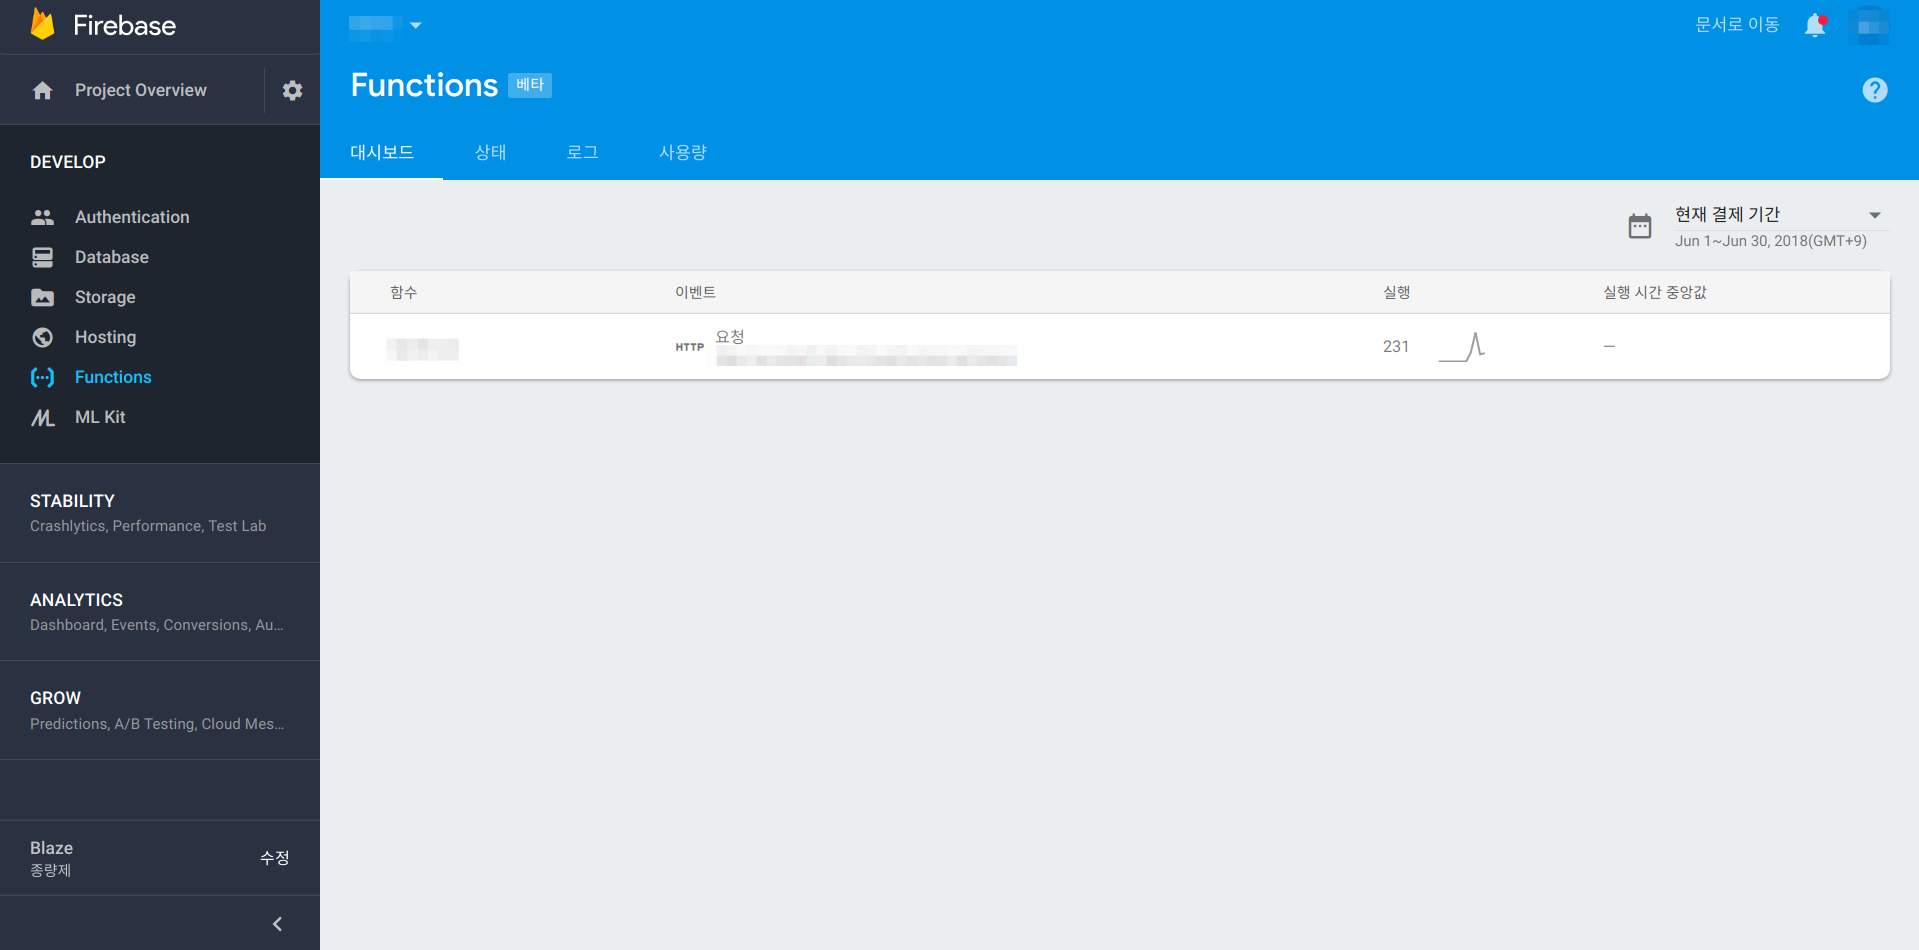 Firebase
문서로 이동
Project Overview
Functions 베타
대시보드 상태 로그 사용량
DEVELOP
Authentication
Database
Storage
Hosting
Functions
ML Kit
STABILITY
Crashlytics, Performance, Test Lab
ANALYTICS
Dashboard, Events, Conversions, Au...
GROW
Predictions, A/B Testing, Cloud Mes...
Blaze
종량제
수정
현재 결제 기간
Jun 1~Jun 30, 2018(GMT+9)
함수 이벤트 실행 실행 시간 중앙값
HTTP 요청 231 –